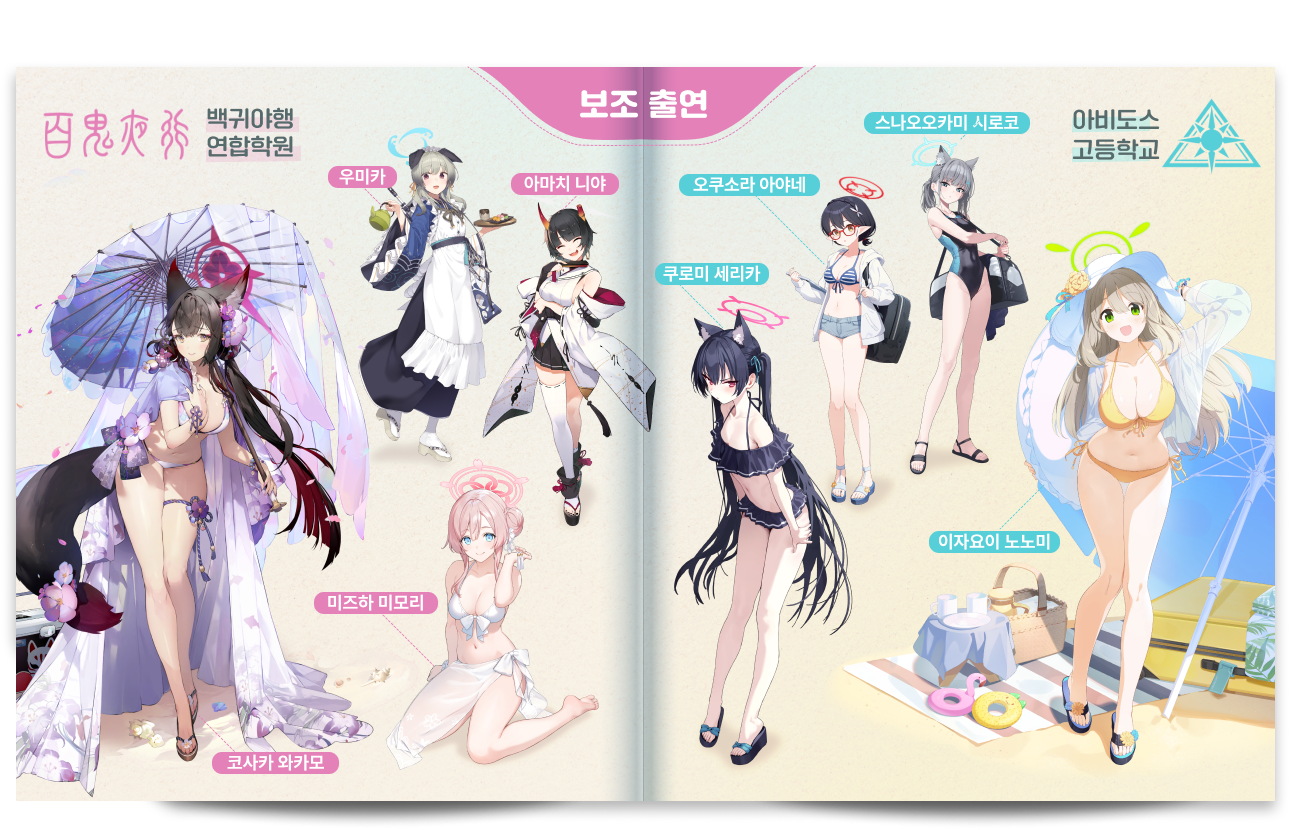 보조 출연
百鬼夜行
백귀야행
연합학원
우미카
아마치 니야
미즈하 미모리
코사카 와카모
스나오오카미 시로코
아비도스
고등학교
오쿠소라 아야네
쿠로미 세리카
이자요이 노노미